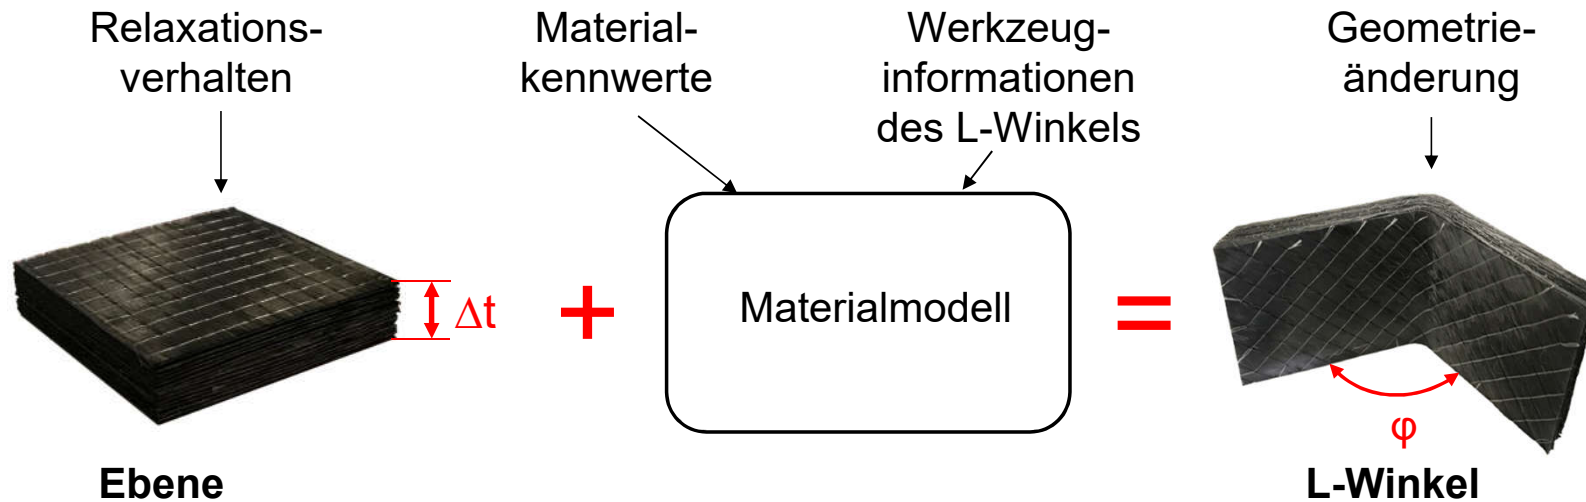 Relaxations-
verhalten
Material-
kennwerte
Werkzeug-
informationen
des L-Winkels
Geometrie-
änderung
Δt
+
Materialmodell
=
φ
Ebene
L-Winkel